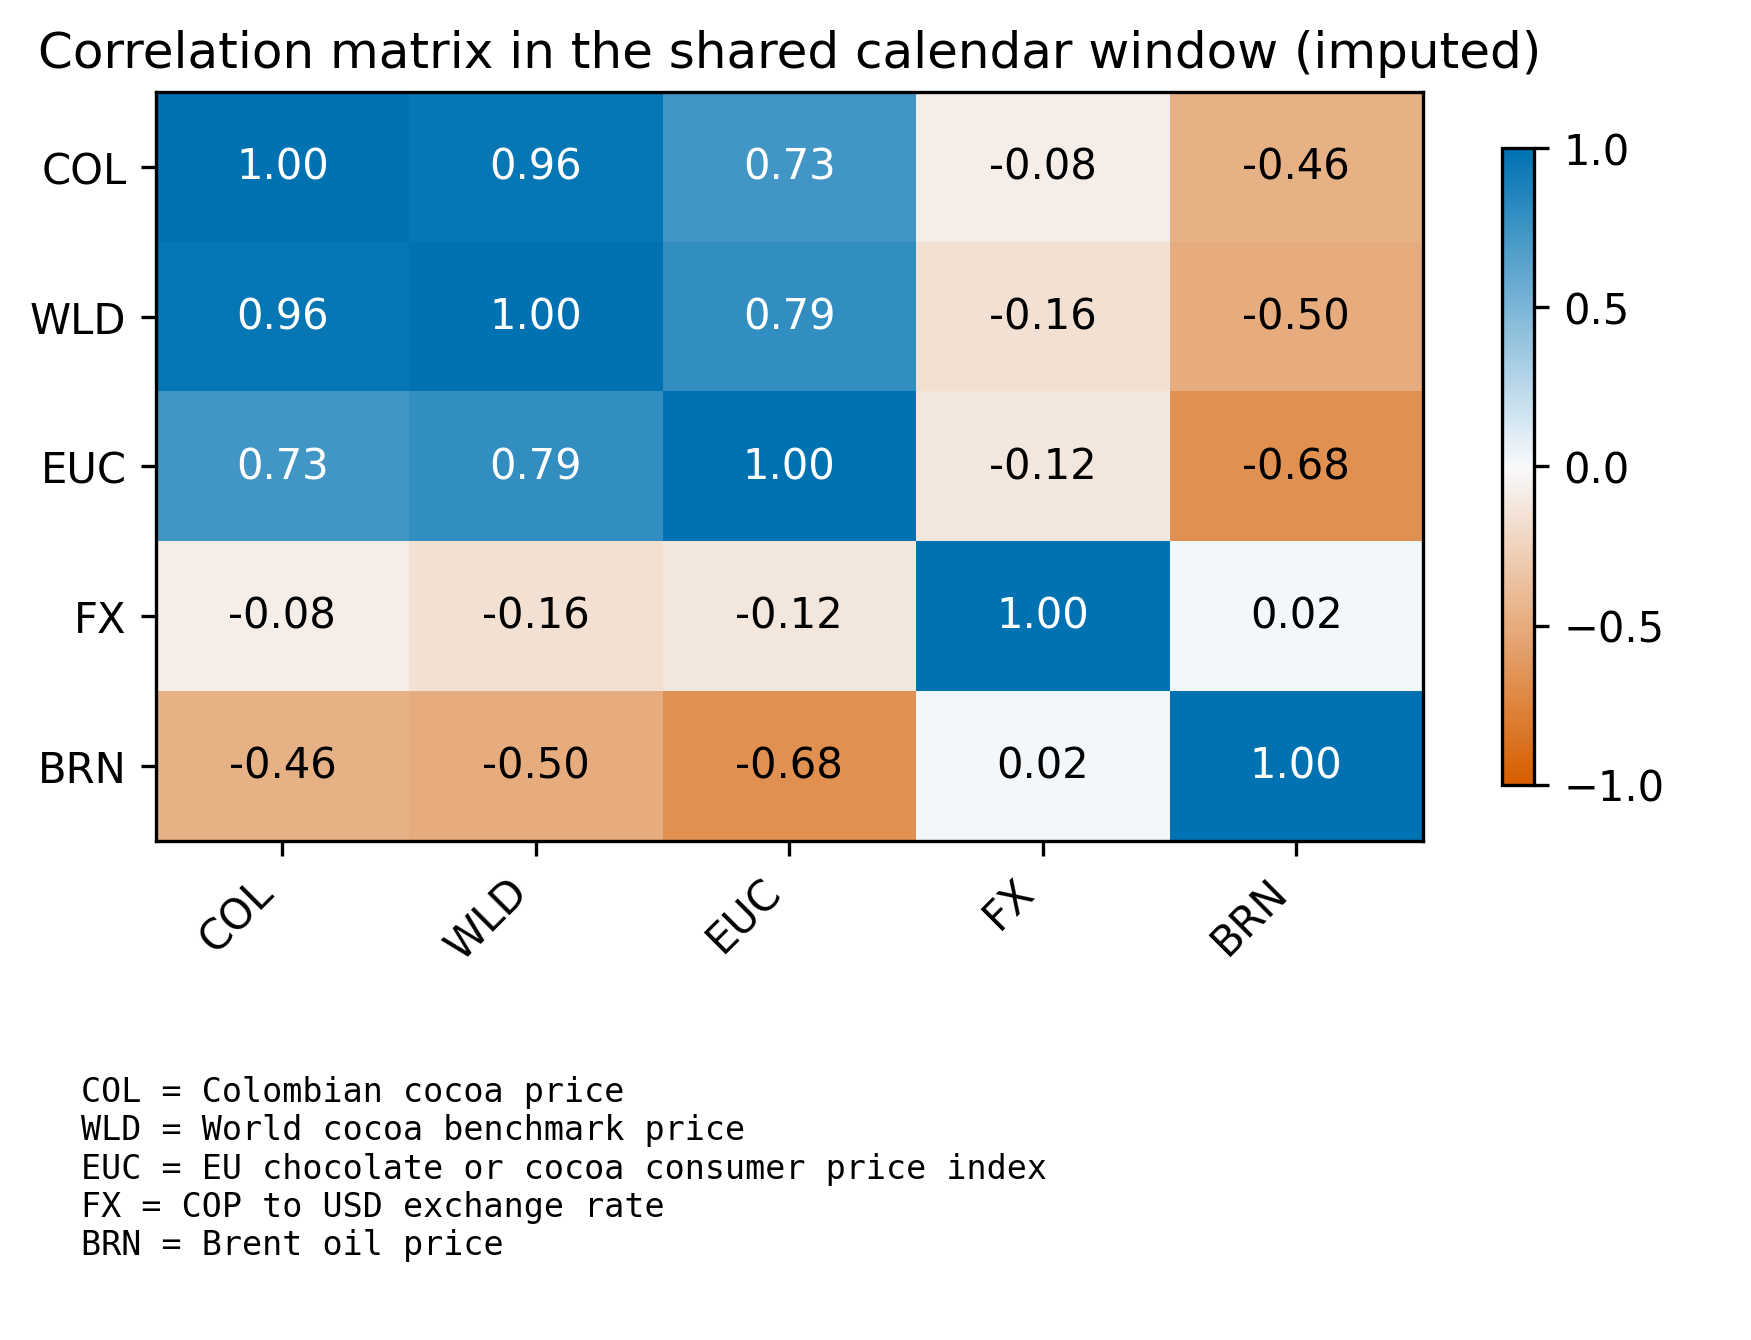 Correlation matrix in the shared calendar window (imputed)
COL 1.00 0.96 0.73 -0.08 -0.46
WLD 0.96 1.00 0.79 -0.16 -0.50
EUC 0.73 0.79 1.00 -0.12 -0.68
FX -0.08 -0.16 -0.12 1.00 0.02
BRN -0.46 -0.50 -0.68 0.02 1.00
COL WLD EUC FX BRN
1.0
0.5
0.0
−0.5
−1.0
COL = Colombian cocoa price
WLD = World cocoa benchmark price
EUC = EU chocolate or cocoa consumer price index
FX = COP to USD exchange rate
BRN = Brent oil price